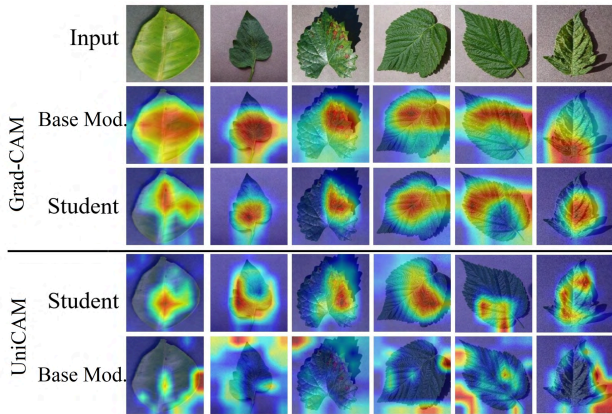 Input
Grad-CAM
Base Mod.
Student
UniCAM
Student
Base Mod.